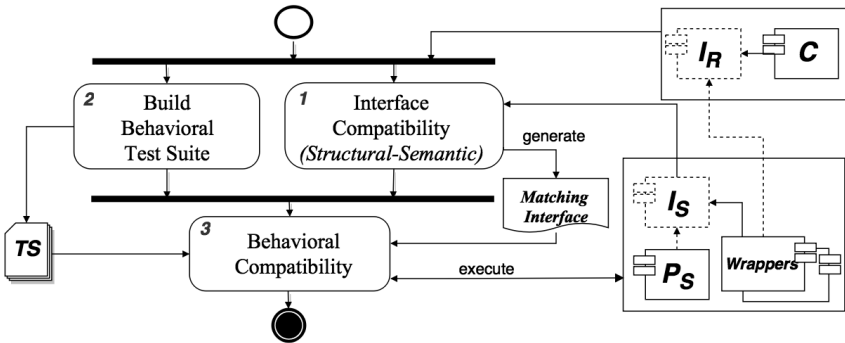 I_R
C
2
Build
Behavioral
Test Suite
1
Interface
Compatibility
(Structural-Semantic)
generate
Matching
Interface
I_S
TS
3
Behavioral
Compatibility
execute
P_S
Wrappers